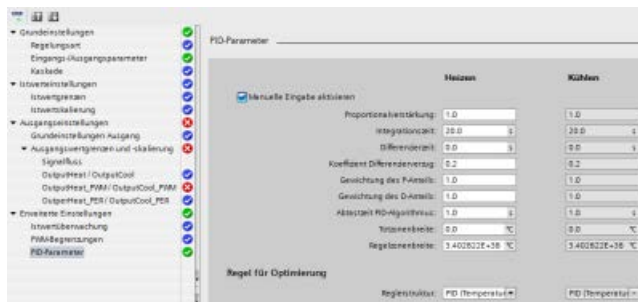 Grundeinstellungen
Regelungsart
Eingangs-/Ausgangsparameter
Kaskade
Istwerteinstellungen
Istwertgrenzen
Istwertskalierung
Ausgangseinstellungen
Grundeinstellungen Ausgang
Ausgangswertgrenzen und -skalierung
Signalfluss
OutputHeat / OutputCool
OutputHeat_PWM / OutputCool_PWM
OutputHeat_PER / OutputCool_PER
Erweiterte Einstellungen
Istwertüberwachung
PWM-Begrenzungen
PID-Parameter
PID-Parameter
Heizen Kühlen
Manuelle Eingabe aktivieren
Proportionalverstärkung: 1.0 1.0
Integrationszeit: 20.0 s 20.0 s
Differenzierzeit: 0.0 s 0.0 s
Koeffizient Differenzierverzug: 0.2 0.2
Gewichtung des P-Anteils: 1.0 1.0
Gewichtung des D-Anteils: 1.0 1.0
Abtastzeit PID-Algorithmus: 1.0 s 1.0 s
Totzonenbreite: 0.0 °C 0.0 °C
Regelzonenbreite: 3.402822E+38 °C 3.402822E+38 °C
Regel für Optimierung
Reglerstruktur: PID (Temperatur PID (Temperatur